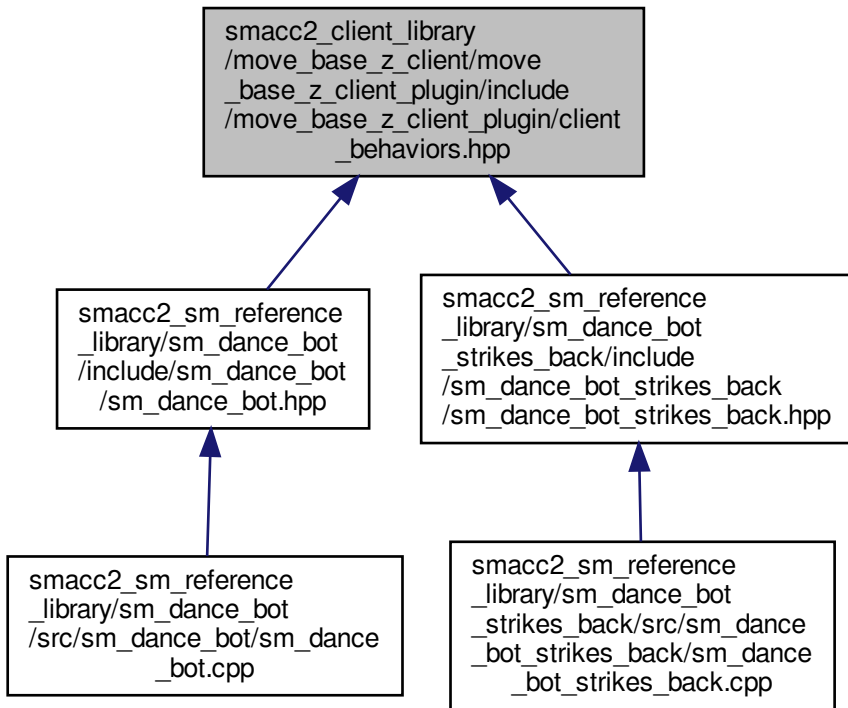 smacc2_client_library
/move_base_z_client/move
_base_z_client_plugin/include
/move_base_z_client_plugin/client
_behaviors.hpp
smacc2_sm_reference
_library/sm_dance_bot
/include/sm_dance_bot
/sm_dance_bot.hpp
smacc2_sm_reference
_library/sm_dance_bot
_strikes_back/include
/sm_dance_bot_strikes_back
/sm_dance_bot_strikes_back.hpp
smacc2_sm_reference
_library/sm_dance_bot
/src/sm_dance_bot/sm_dance
_bot.cpp
smacc2_sm_reference
_library/sm_dance_bot
_strikes_back/src/sm_dance
_bot_strikes_back/sm_dance
_bot_strikes_back.cpp